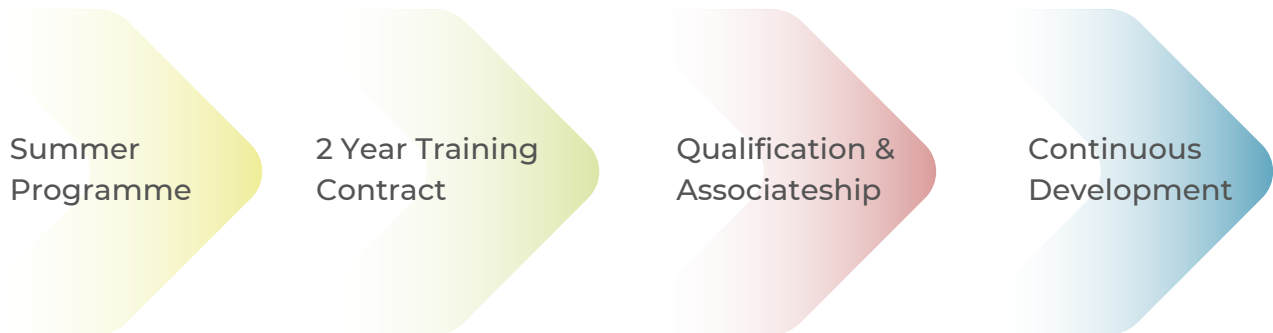 Summer
Programme
2 Year Training
Contract
Qualification &
Associateship
Continuous
Development